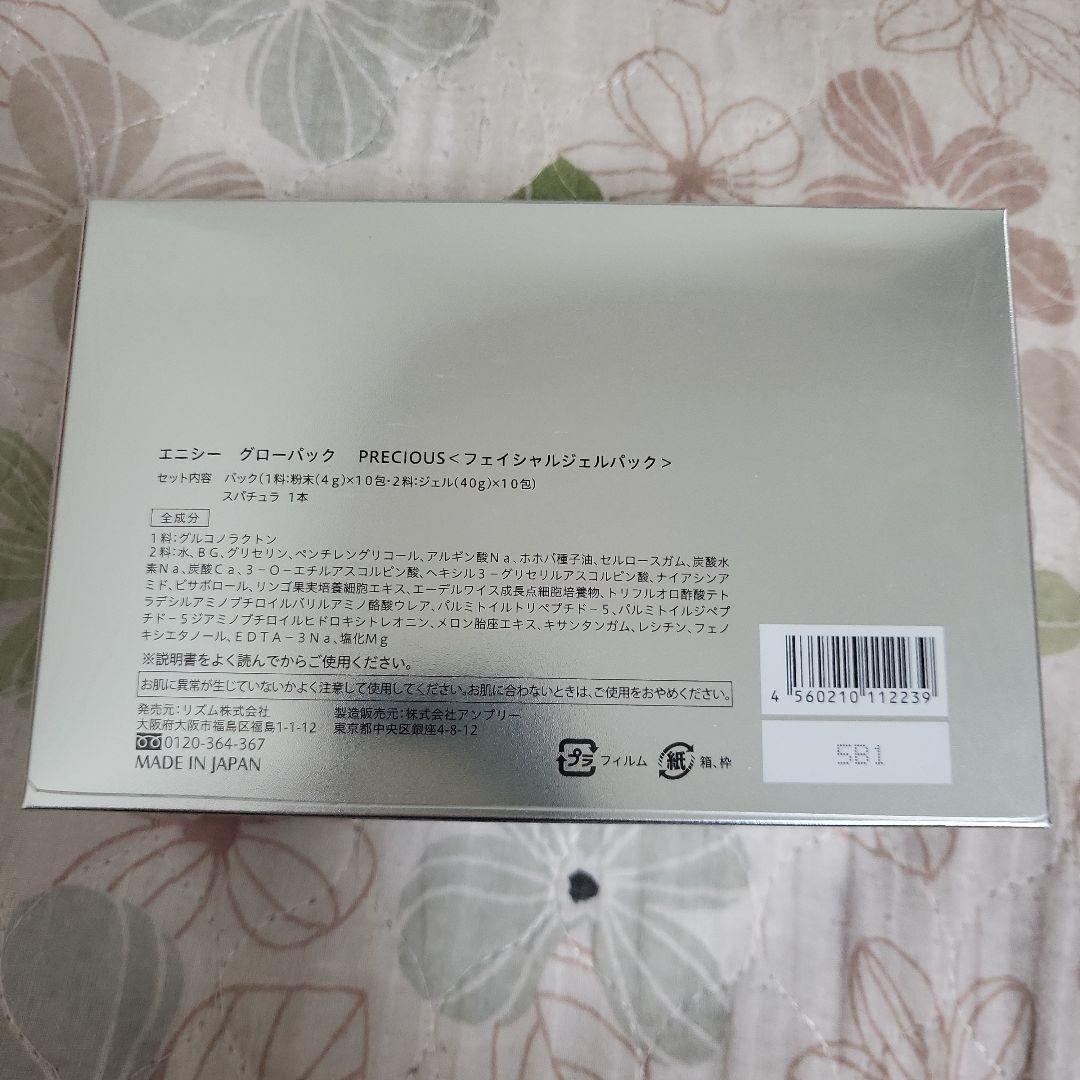 エニシー　グローパック　PRECIOUS＜フェイシャルジェルパック＞
セット内容　パック(1料:粉末(4g)×10包・2料:ジェル(40g)×10包)
スパチュラ 1本
全成分
1料:グルコノラクトン
2料:水、BG、グリセリン、ペンチレングリコール、アルギン酸Na、ホホバ種子油、セルロースガム、炭酸水
素Na、炭酸Ca、3-O-エチルアスコルビン酸、ヘキシル3-グリセリルアスコルビン酸、ナイアシンア
ミド、ビサボロール、リンゴ果実培養細胞エキス、エーデルワイス成長点細胞培養物、トリフルオロ酢酸テト
ラデシルアミノブチロイルバリルアミノ酪酸ウレア、パルミトイルトリペプチド-5、パルミトイルジペプ
チド-5ジアミノブチロイルヒドロキシトレオニン、メロン胎座エキス、キサンタンガム、レシチン、フェノ
キシエタノール、EDTA-3Na、塩化Mg
※説明書をよく読んでからご使用ください。
お肌に異常が生じていないかよく注意して使用してください。お肌に合わないときは、ご使用をおやめください。
発売元:リズム株式会社
大阪府大阪市福島区福島1-1-12
0120-364-367
MADE IN JAPAN
製造販売元:株式会社アンプリー
東京都中央区銀座4-8-12
プラ フィルム 紙 箱、枠
4 560210 112239
SB1